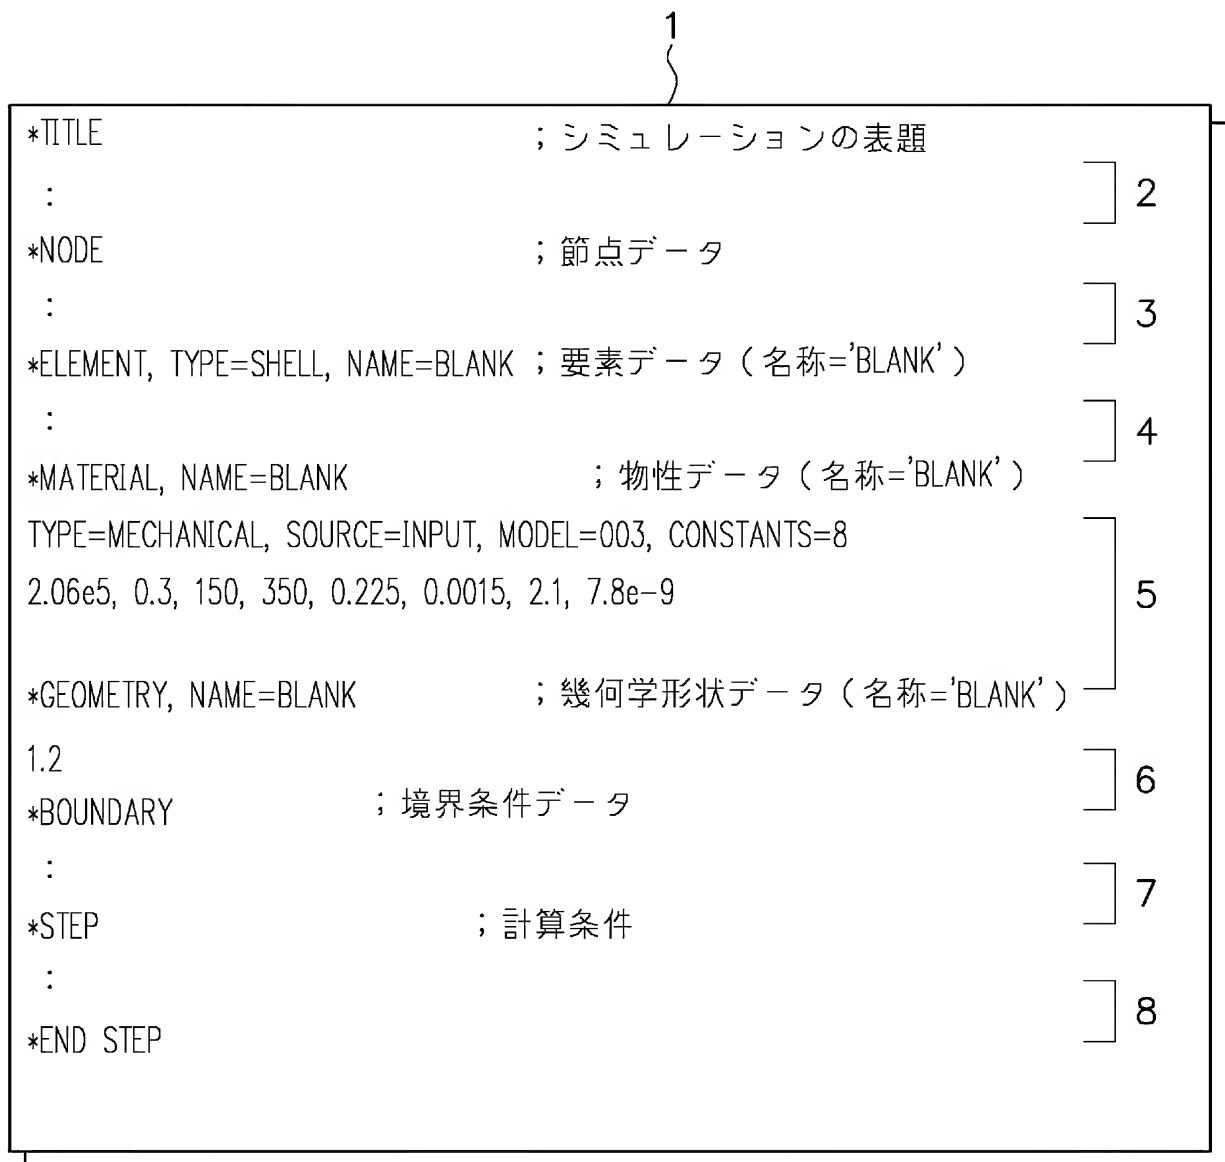 1
*TITLE ;シミュレーションの表題
: 2
*NODE ;節点データ
: 3
*ELEMENT, TYPE=SHELL, NAME=BLANK ;要素データ(名称='BLANK')
: 4
*MATERIAL, NAME=BLANK ;物性データ(名称='BLANK')
TYPE=MECHANICAL, SOURCE=INPUT, MODEL=003, CONSTANTS=8
2.06e5, 0.3, 150, 350, 0.225, 0.0015, 2.1, 7.8e-9 5
*GEOMETRY, NAME=BLANK ;幾何学形状データ(名称='BLANK')
1.2 6
*BOUNDARY ;境界条件データ
: 7
*STEP ;計算条件
: 8
*END STEP